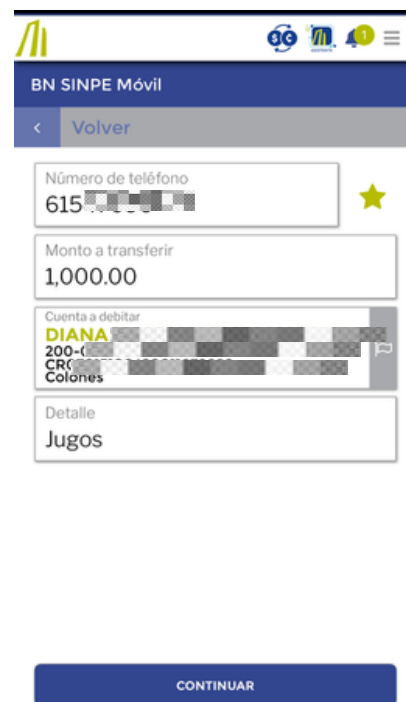 1
BN SINPE Móvil
Volver
Número de teléfono
615
Monto a transferir
1,000.00
Cuenta a debitar
DIANA
200-
Colones
Detalle
Jugos
CONTINUAR